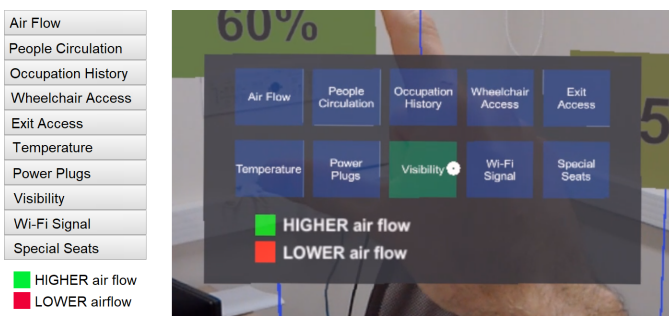 Air Flow
People Circulation
Occupation History
Wheelchair Access
Exit Access
Temperature
Power Plugs
Visibility
Wi-Fi Signal
Special Seats
HIGHER air flow
LOWER airflow
60%
Air Flow
People
Circulation
Occupation
History
Wheelchair
Access
Exit
Access
Temperature
Power
Plugs
Visibility
Wi-Fi
Signal
Special
Seats
HIGHER air flow
LOWER air flow
5